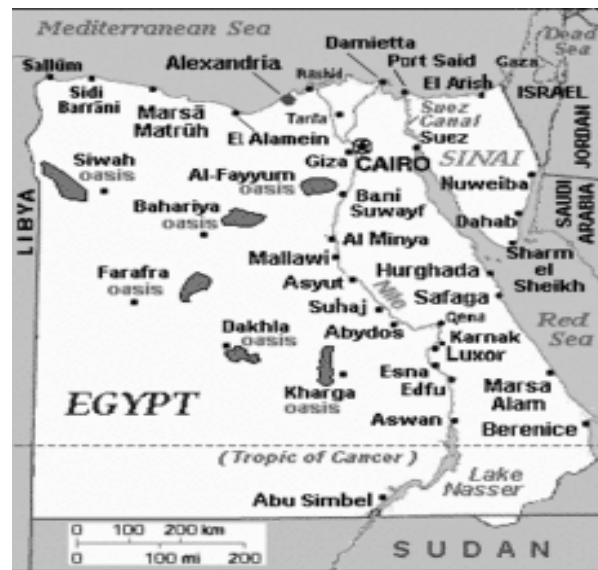 Mediterranean Sea
Dead
Sea
Damietta
Port Said
Gaza
Alexandria
Rashid
El Arish
Sallûm
Sidi
Barrâni
Marsā
Matrūh
Tanta
Suez
Canal
ISRAEL
El Alamein
Suez
JORDAN
Giza
CAIRO
SINAI
Siwah
oasis
Al-Fayyum
oasis
Nuweiba
Bani
Suwayf
SAUDI
ARABIA
Bahariya
oasis
Dahab
LIBYA
Al Minya
Sharm
el
Sheikh
Mallawi
Farafra
oasis
Hurghada
Asyut
Nile
Safaga
Suhaj
Qena
Red
Sea
Dakhla
oasis
Abydos
Karnak
Luxor
Esna
Edfu
Kharga
oasis
Marsa
Alam
EGYPT
Aswan
Berenice
(Tropic of Cancer)
Lake
Nasser
Abu Simbel
0 100 200 km
0 100 mi 200
SUDAN